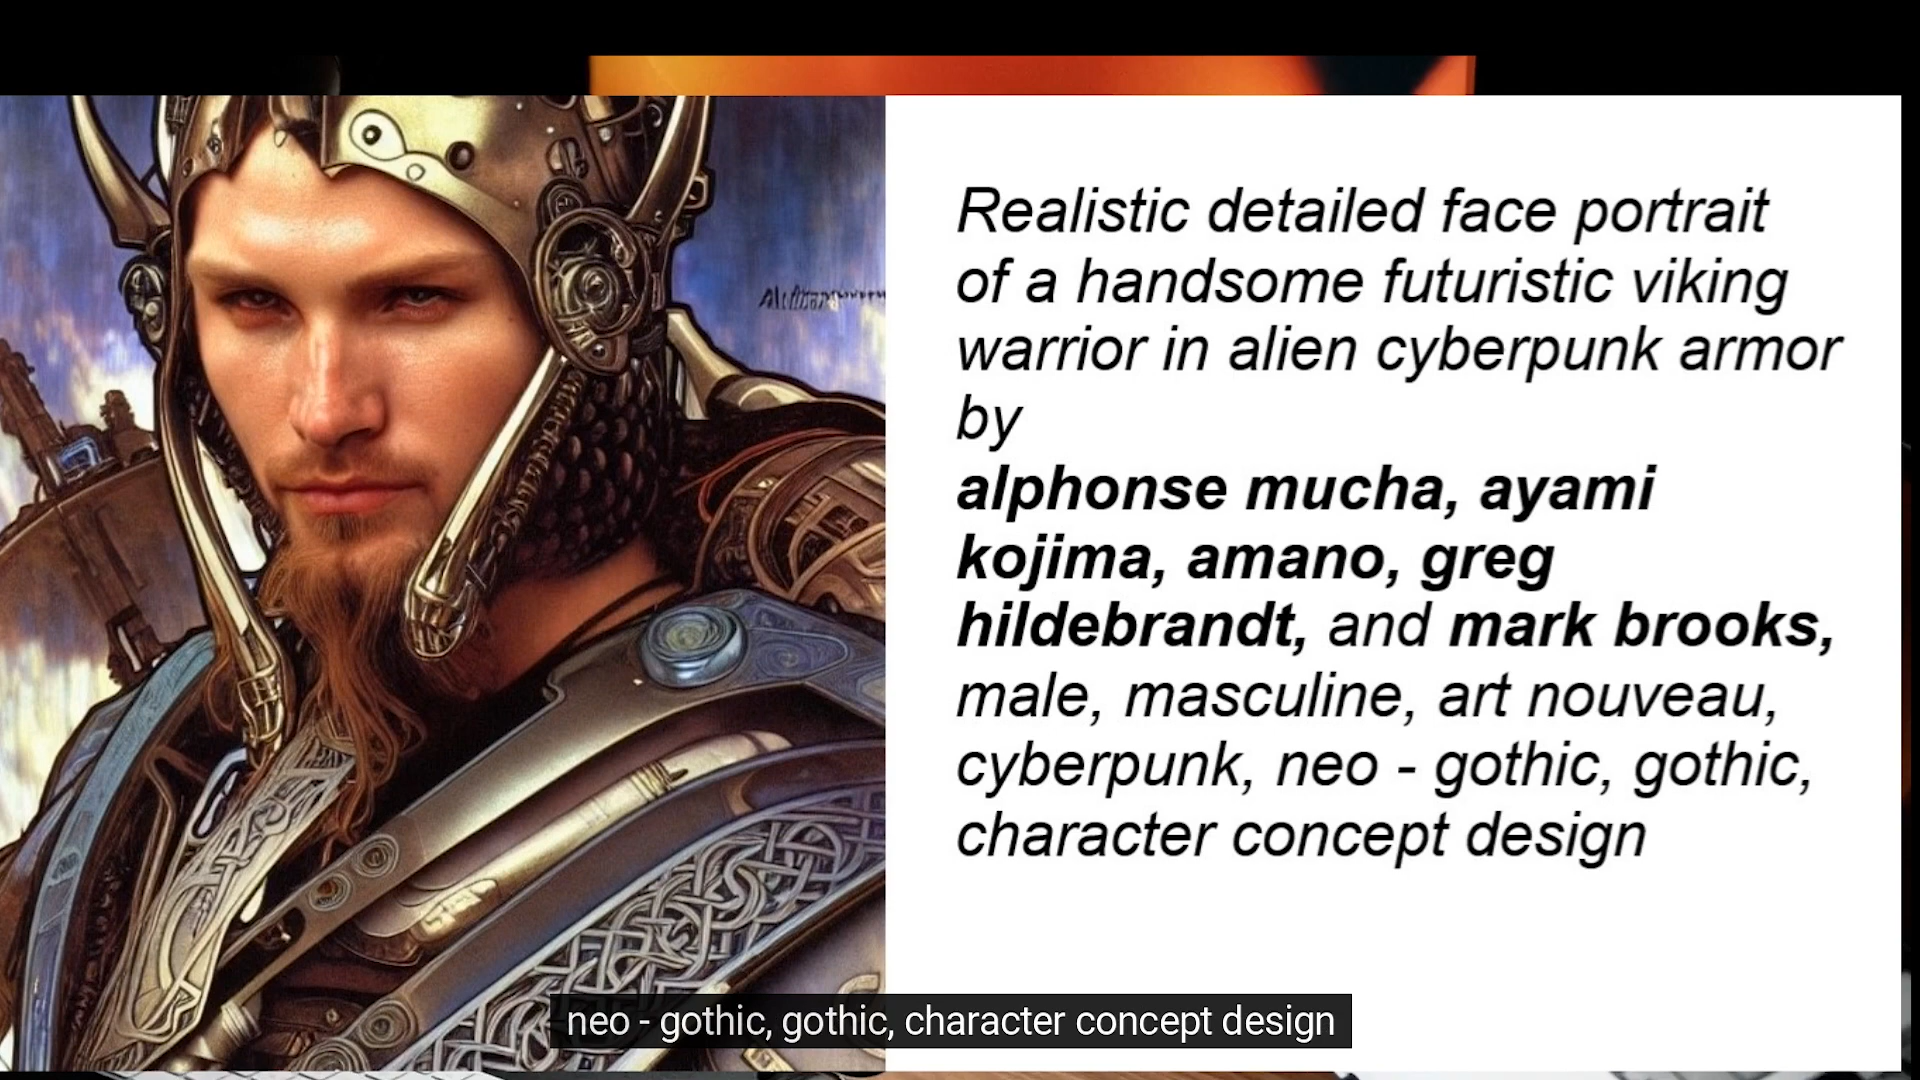 Realistic detailed face portrait
of a handsome futuristic viking
warrior in alien cyberpunk armor
by
alphonse mucha, ayami
kojima, amano, greg
hildebrandt, and mark brooks,
male, masculine, art nouveau,
cyberpunk, neo - gothic, gothic,
character concept design
neo - gothic, gothic, character concept design